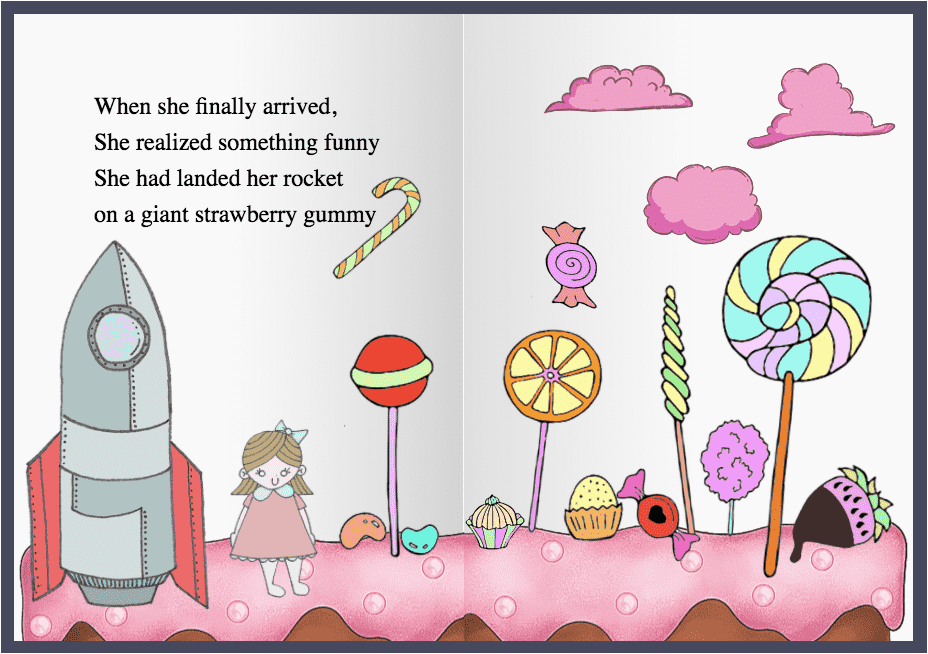 When she finally arrived,
She realized something funny
She had landed her rocket
on a giant strawberry gummy